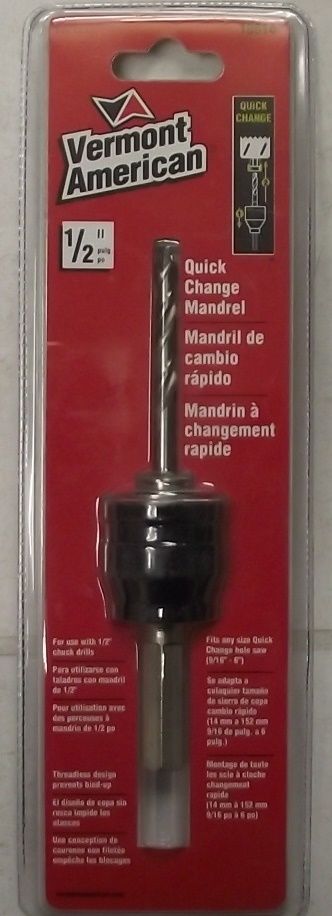 Vermont
American
QUICK
CHANGE
1/2"
pulg
po
Quick
Change
Mandrel
Mandril de
cambio
rápido
Mandrin à
changement
rapide
For use with 1/2"
chuck drills
Para utilizarse con
taladros con mandril
de 1/2"
Pour utilisation avec
des perceuses à
mandrin de 1/2 po
Threadless design
prevents bind-up
El diseño de copa sin
rosca impide los
Une conception de
couronne non filetée
empêche les blocages
Fits any size Quick
Change hole saw
(9/16" - 6")
Se adapta a
cualquier tamaño
de sierra de copa
cambio rápido
(14 mm a 152 mm
9/16 de pulg. a 6
pulg.)
Montage de toute
les scie à cloche
changement
rapide
(14 mm à 152 mm
9/16 po à 6 po)